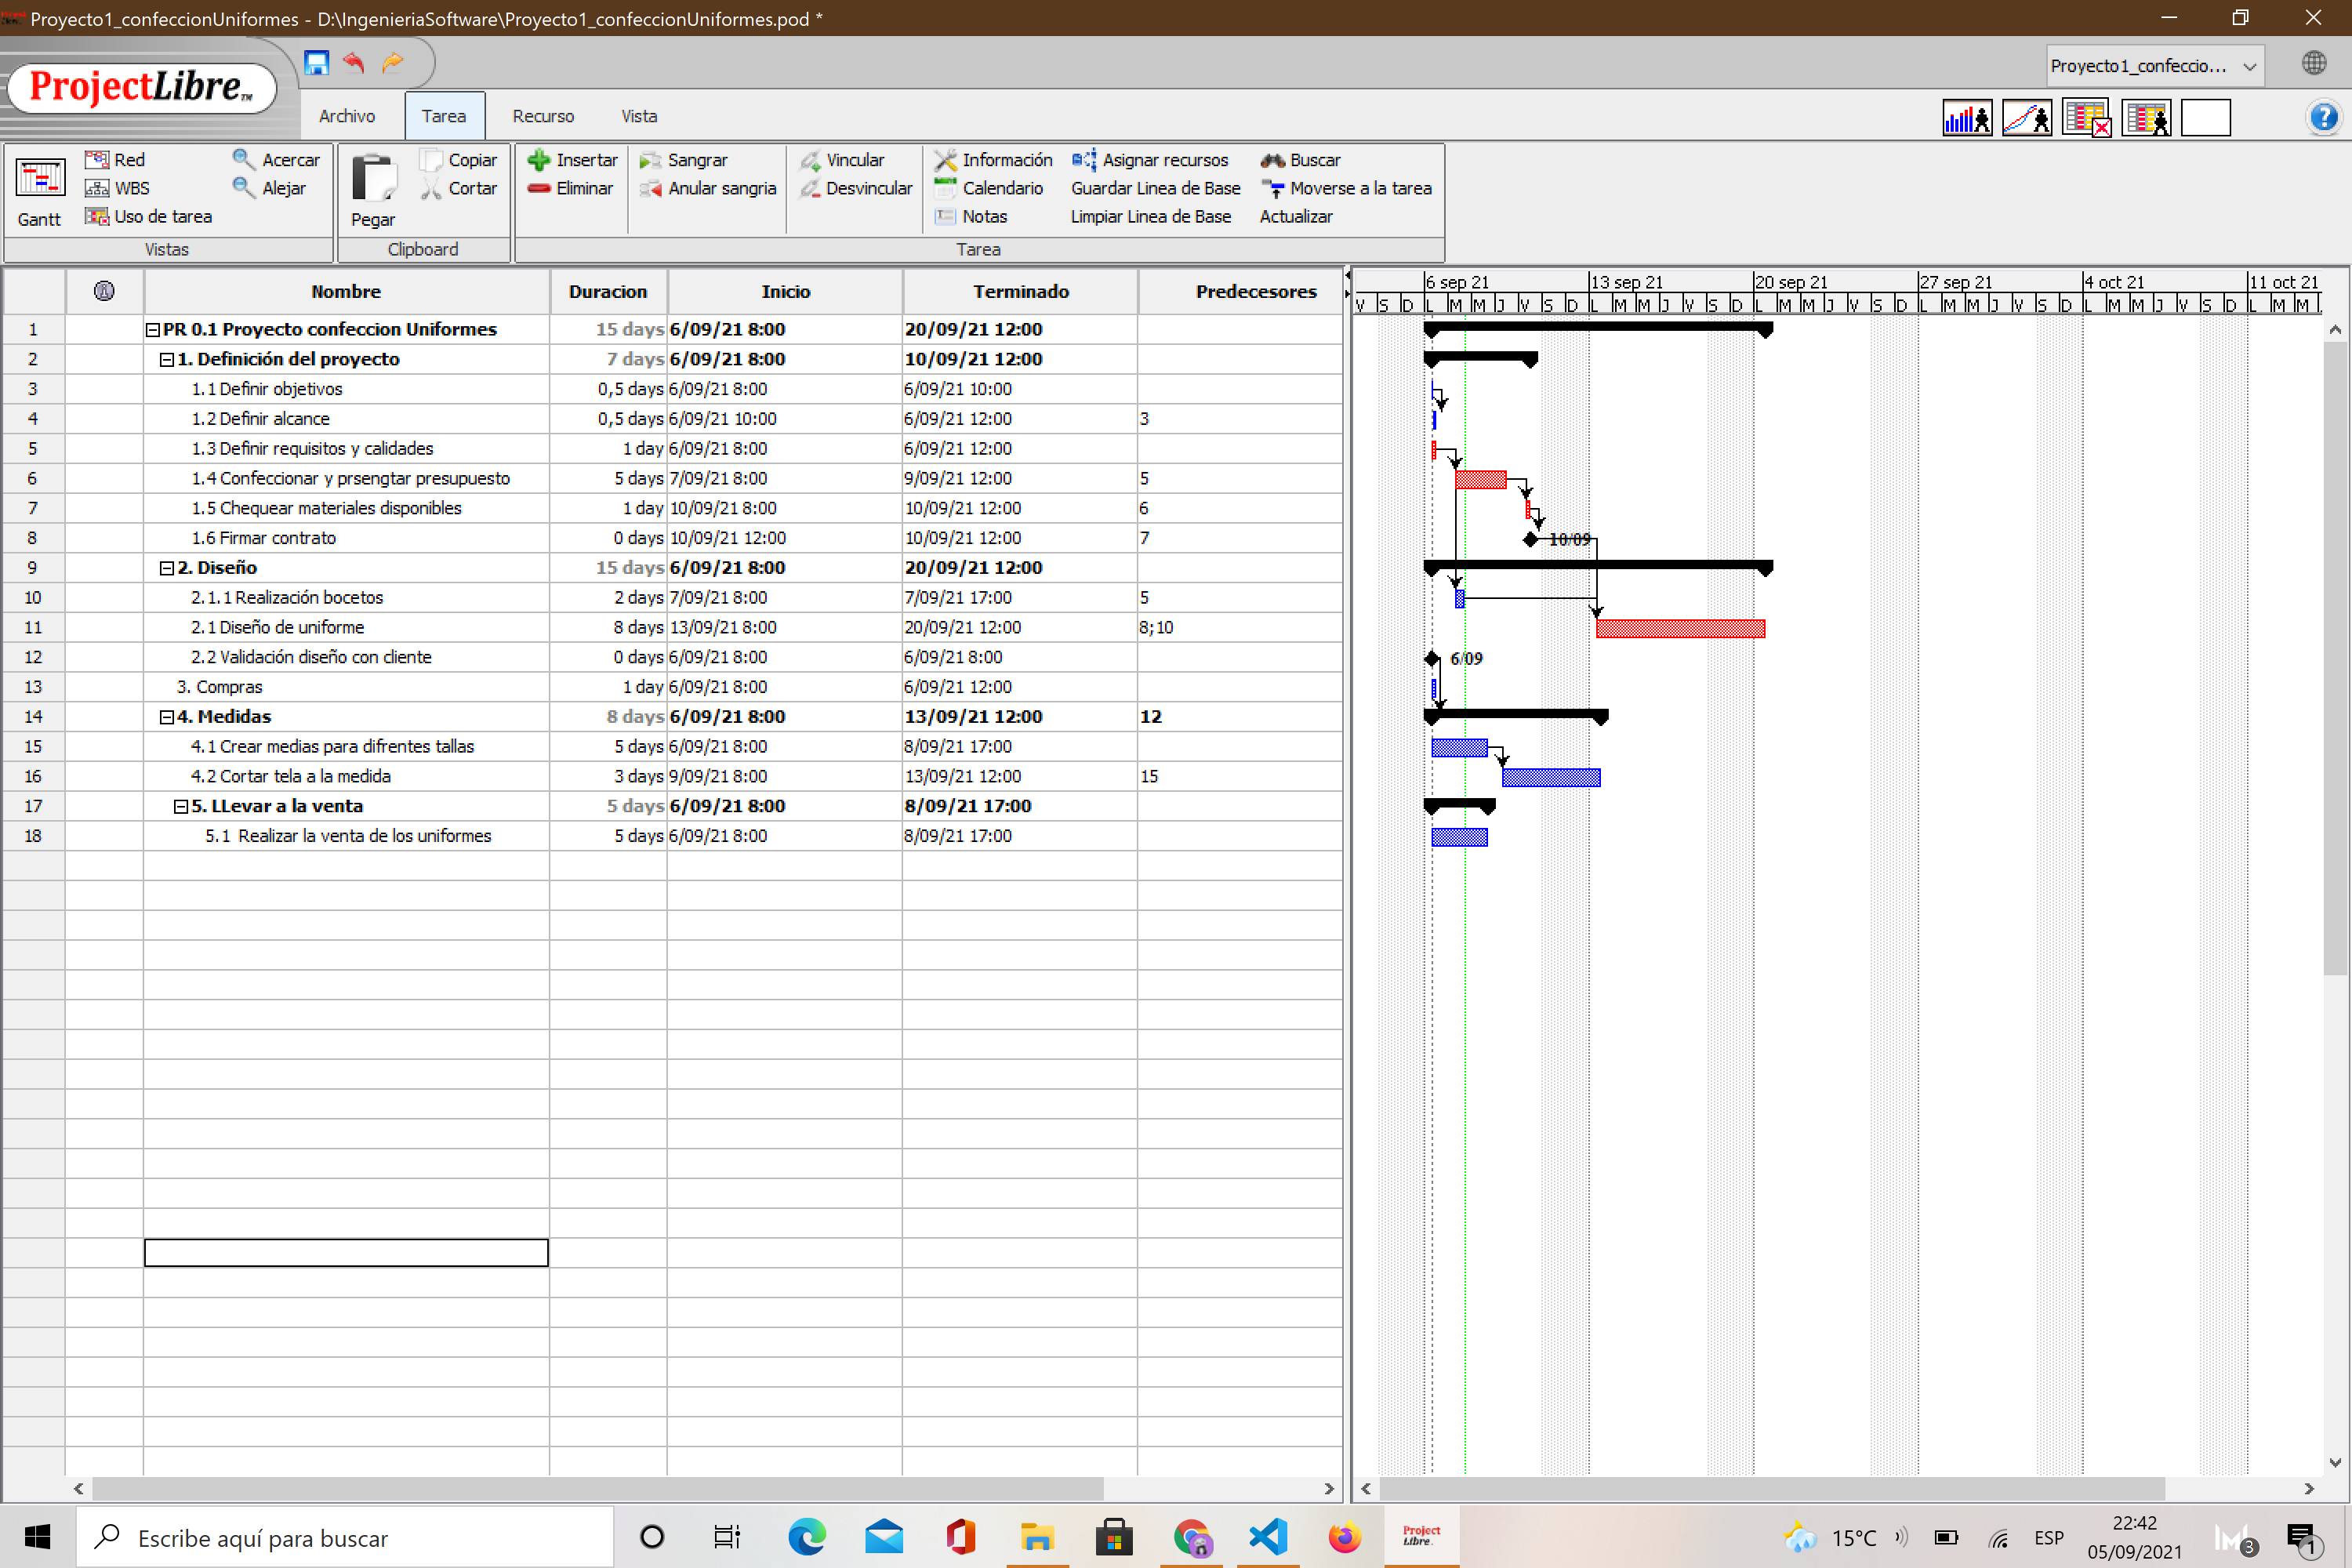 Proyecto1_confeccionUniformes - D:\IngenieriaSoftware\Proyecto1_confeccionUniformes.pod *
Proyecto1_confeccio...
ProjectLibre™
Archivo Tarea Recurso Vista
Red Acercar Copiar Insertar Sangrar Vincular Información Asignar recursos Buscar
WBS Alejar Cortar Eliminar Anular sangria Desvincular Calendario Guardar Linea de Base Moverse a la tarea
Gantt Uso de tarea Pegar Notas Limpiar Linea de Base Actualizar
Vistas Clipboard Tarea
Nombre Duracion Inicio Terminado Predecesores
6 sep 21 13 sep 21 20 sep 21 27 sep 21 4 oct 21 11 oct 21
V S D L M M J V S D L M M J V S D L M M J V S D L M M J V S D L M M J V S D L M M
1 PR 0.1 Proyecto confeccion Uniformes 15 days 6/09/21 8:00 20/09/21 12:00
2 1. Definición del proyecto 7 days 6/09/21 8:00 10/09/21 12:00
3 1.1 Definir objetivos 0,5 days 6/09/21 8:00 6/09/21 10:00
4 1.2 Definir alcance 0,5 days 6/09/21 10:00 6/09/21 12:00 3
5 1.3 Definir requisitos y calidades 1 day 6/09/21 8:00 6/09/21 12:00
6 1.4 Confeccionar y prsengtar presupuesto 5 days 7/09/21 8:00 9/09/21 12:00 5
7 1.5 Chequear materiales disponibles 1 day 10/09/21 8:00 10/09/21 12:00 6
8 1.6 Firmar contrato 0 days 10/09/21 12:00 10/09/21 12:00 7 10/09
9 2. Diseño 15 days 6/09/21 8:00 20/09/21 12:00
10 2.1.1 Realización bocetos 2 days 7/09/21 8:00 7/09/21 17:00 5
11 2.1 Diseño de uniforme 8 days 13/09/21 8:00 20/09/21 12:00 8;10
12 2.2 Validación diseño con cliente 0 days 6/09/21 8:00 6/09/21 8:00 6/09
13 3. Compras 1 day 6/09/21 8:00 6/09/21 12:00
14 4. Medidas 8 days 6/09/21 8:00 13/09/21 12:00 12
15 4.1 Crear medias para difrentes tallas 5 days 6/09/21 8:00 8/09/21 17:00
16 4.2 Cortar tela a la medida 3 days 9/09/21 8:00 13/09/21 12:00 15
17 5. LLevar a la venta 5 days 6/09/21 8:00 8/09/21 17:00
18 5.1 Realizar la venta de los uniformes 5 days 6/09/21 8:00 8/09/21 17:00
Escribe aquí para buscar
Project Libre
15°C
ESP
22:42
05/09/2021
3
1